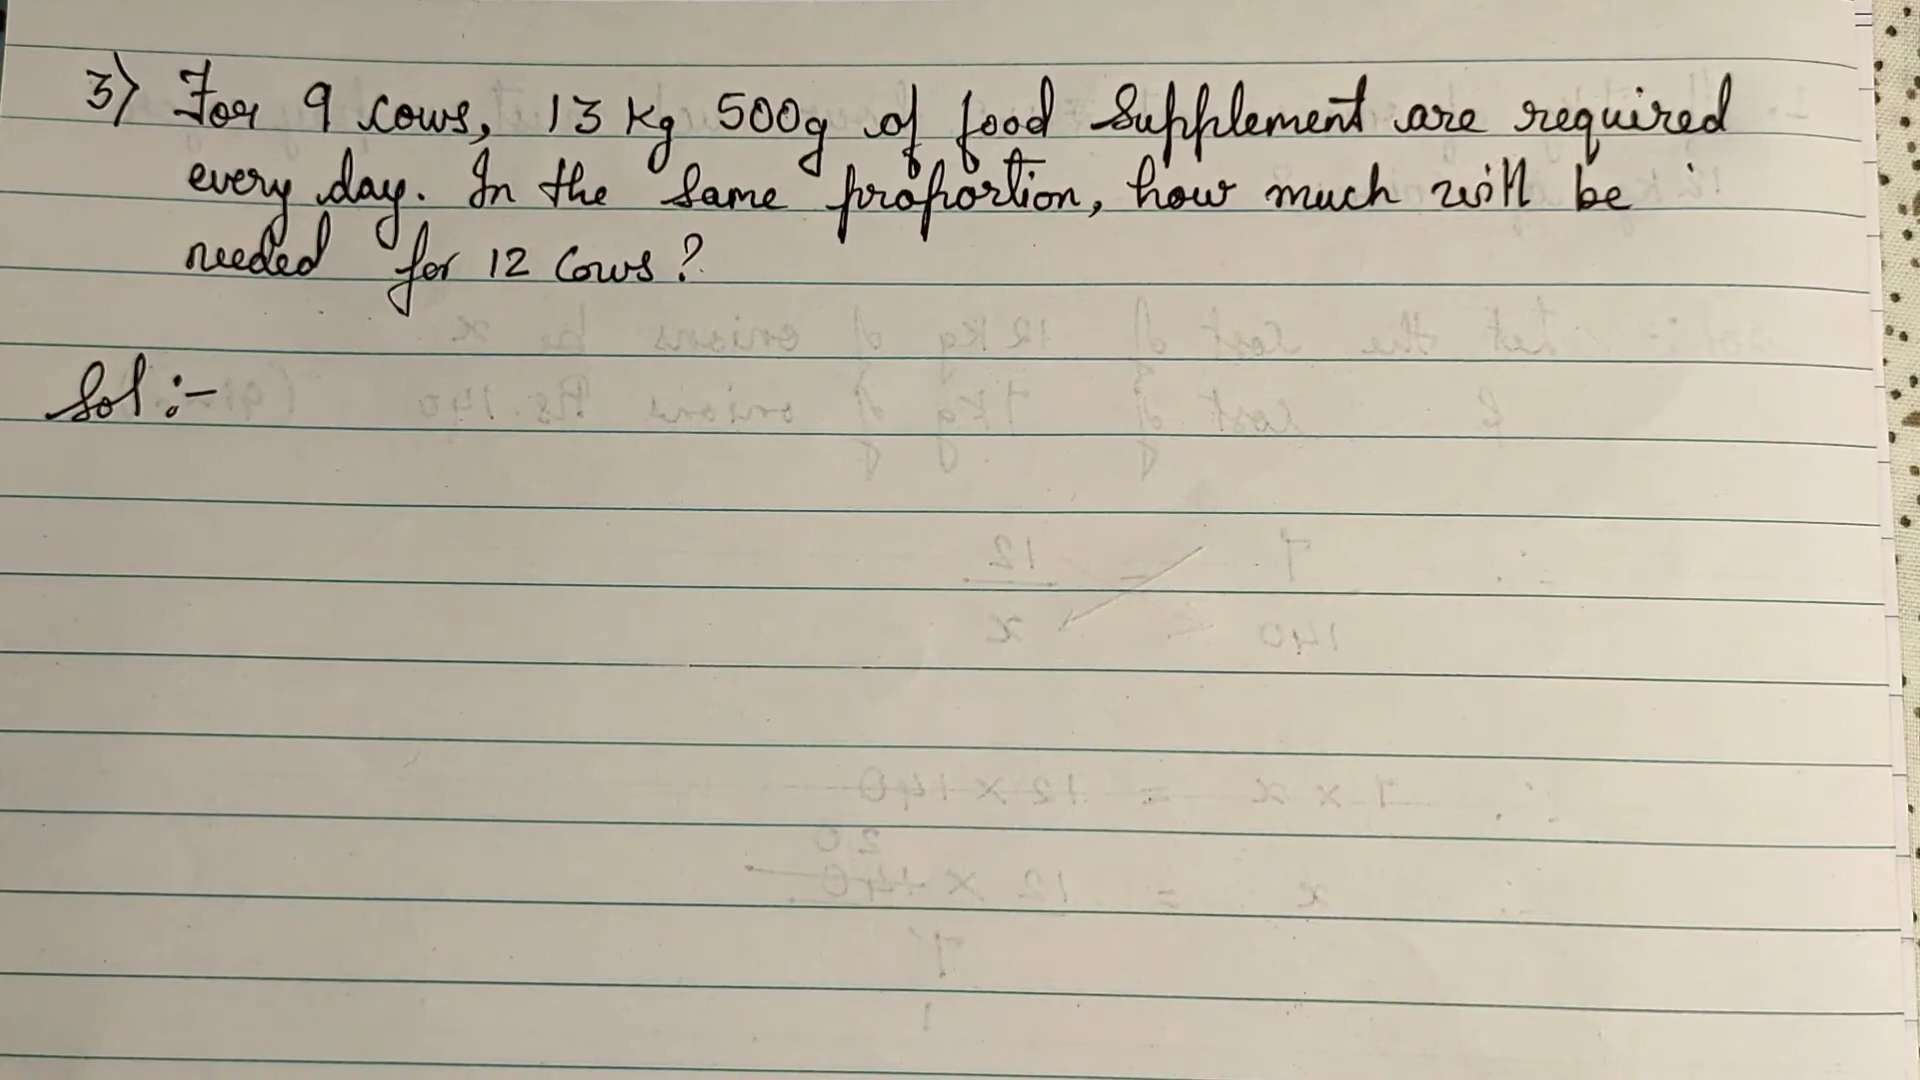 3) For 9 cows, 13 kg 500g of food supplement are required
every day. In the same proportion, how much will be
needed for 12 cows?
Sol :-